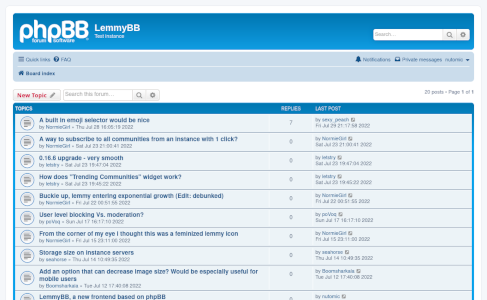 phpBB
forum software
LemmyBB
Test Instance
Search...
Quick links FAQ Notifications Private messages nutomic
Board index
New Topic Search this forum... 20 posts • Page 1 of 1
TOPICS REPLIES LAST POST
A built in emoji selector would be nice
by NormieGirl • Thu Jul 28 16:05:19 2022
7
by sexy_peach
Fri Jul 29 21:17:58 2022
A way to subscribe to all communities from an instance with 1 click?
by NormieGirl • Sat Jul 23 21:00:41 2022
0
by NormieGirl
Sat Jul 23 21:00:41 2022
0.16.6 upgrade - very smooth
by letstry • Sat Jul 23 19:47:04 2022
0
by letstry
Sat Jul 23 19:47:04 2022
How does "Trending Communities" widget work?
by letstry • Sat Jul 23 19:45:22 2022
0
by letstry
Sat Jul 23 19:45:22 2022
Buckle up, lemmy entering exponential growth (Edit: debunked)
by NormieGirl • Fri Jul 22 00:51:55 2022
0
by NormieGirl
Fri Jul 22 00:51:55 2022
User level blocking Vs. moderation?
by poVoq • Sun Jul 17 16:17:10 2022
0
by poVoq
Sun Jul 17 16:17:10 2022
From the corner of my eye i thought this was a feminized lemmy icon
by NormieGirl • Fri Jul 15 23:11:00 2022
0
by NormieGirl
Fri Jul 15 23:11:00 2022
Storage size on instance servers
by seahorse • Thu Jul 14 10:49:35 2022
0
by seahorse
Thu Jul 14 10:49:35 2022
Add an option that can decrease image size? Would be especially useful for
mobile users
by Boomsharkala • Tue Jul 12 17:40:08 2022
0
by Boomsharkala
Tue Jul 12 17:40:08 2022
LemmyBB, a new frontend based on phpBB
by nutomic